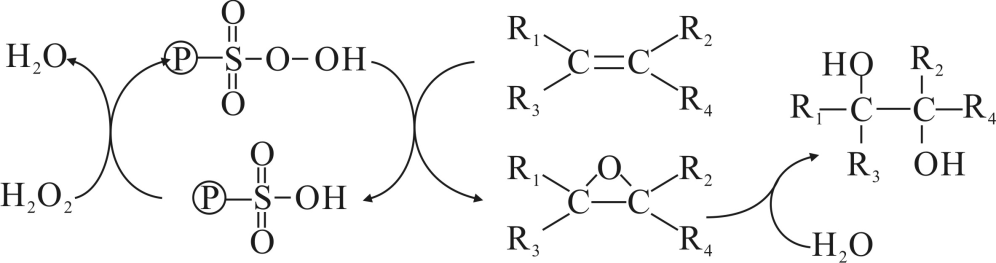 H₂O
H₂O₂
O
Ⓟ—S—O—OH
O
O
Ⓟ—S—OH
O
R₁ R₂
C=C
R₃ R₄
O
R₁ R₂
C—C
R₃ R₄
HO R₂
R₁—C—C—R₄
R₃ OH
H₂O